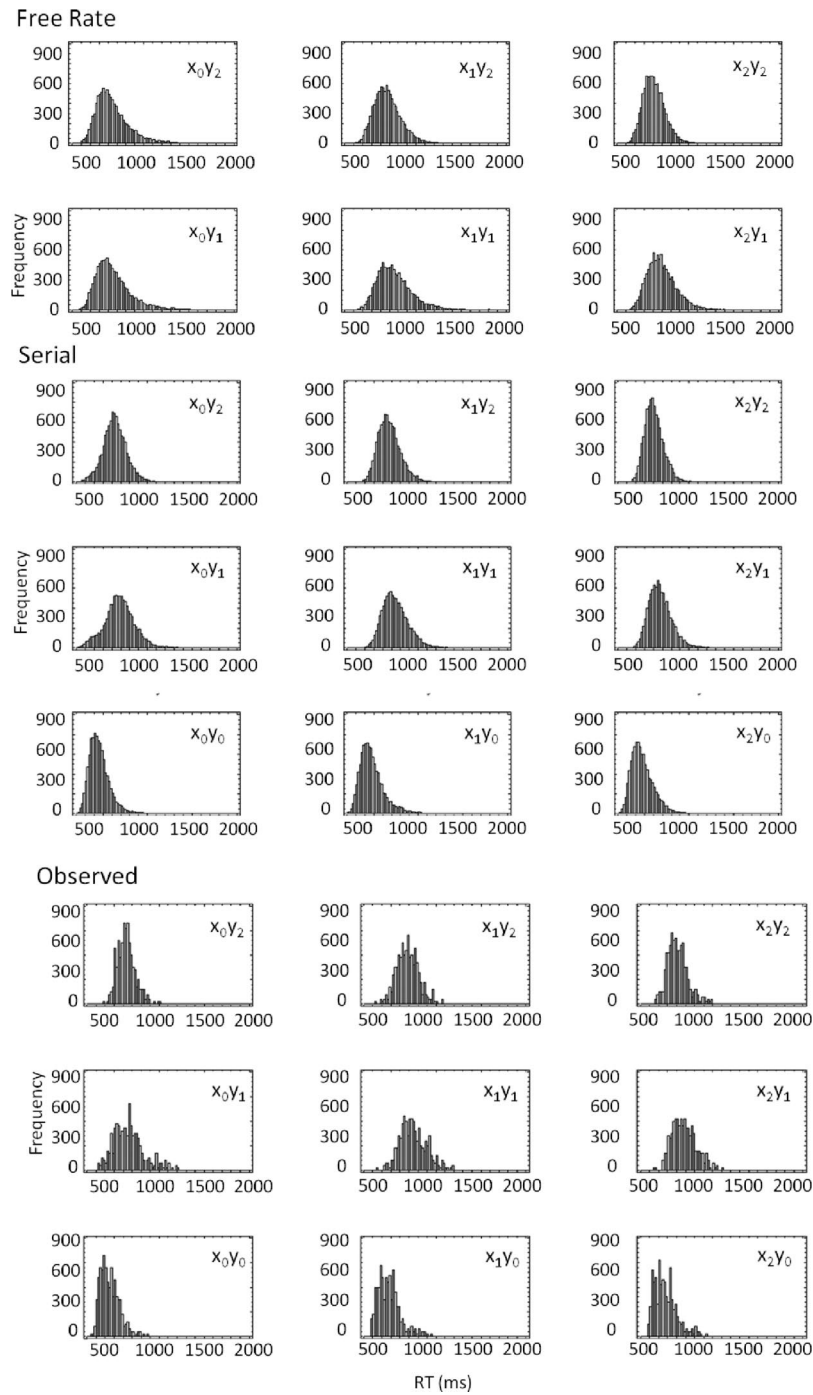 Free Rate
900 600 300 0 x0y2 500 1000 1500 2000
900 600 300 0 x1y2 500 1000 1500 2000
900 600 300 0 x2y2 500 1000 1500 2000
Frequency
900 600 300 0 x0y1 500 1000 1500 2000
900 600 300 0 x1y1 500 1000 1500 2000
900 600 300 0 x2y1 500 1000 1500 2000
Serial
900 600 300 0 x0y2 500 1000 1500 2000
900 600 300 0 x1y2 500 1000 1500 2000
900 600 300 0 x2y2 500 1000 1500 2000
Frequency
900 600 300 0 x0y1 500 1000 1500 2000
900 600 300 0 x1y1 500 1000 1500 2000
900 600 300 0 x2y1 500 1000 1500 2000
900 600 300 0 x0y0 500 1000 1500 2000
900 600 300 0 x1y0 500 1000 1500 2000
900 600 300 0 x2y0 500 1000 1500 2000
Observed
900 600 300 0 x0y2 500 1000 1500 2000
900 600 300 0 x1y2 500 1000 1500 2000
900 600 300 0 x2y2 500 1000 1500 2000
Frequency
900 600 300 0 x0y1 500 1000 1500 2000
900 600 300 0 x1y1 500 1000 1500 2000
900 600 300 0 x2y1 500 1000 1500 2000
900 600 300 0 x0y0 500 1000 1500 2000
900 600 300 0 x1y0 500 1000 1500 2000
900 600 300 0 x2y0 500 1000 1500 2000
RT (ms)